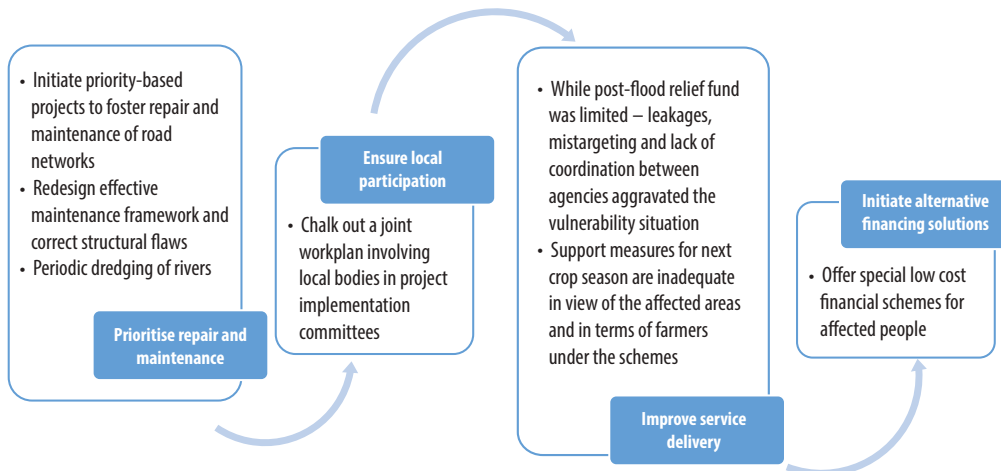 • Initiate priority-based
projects to foster repair and
maintenance of road
networks
• Redesign effective
maintenance framework and
correct structural flaws
• Periodic dredging of rivers
Prioritise repair and
maintenance
Ensure local
participation
• Chalk out a joint
workplan involving
local bodies in project
implementation
committees
• While post-flood relief fund
was limited – leakages,
mistargeting and lack of
coordination between
agencies aggravated the
vulnerability situation
• Support measures for next
crop season are inadequate
in view of the affected areas
and in terms of farmers
under the schemes
Improve service
delivery
Initiate alternative
financing solutions
• Offer special low cost
financial schemes for
affected people